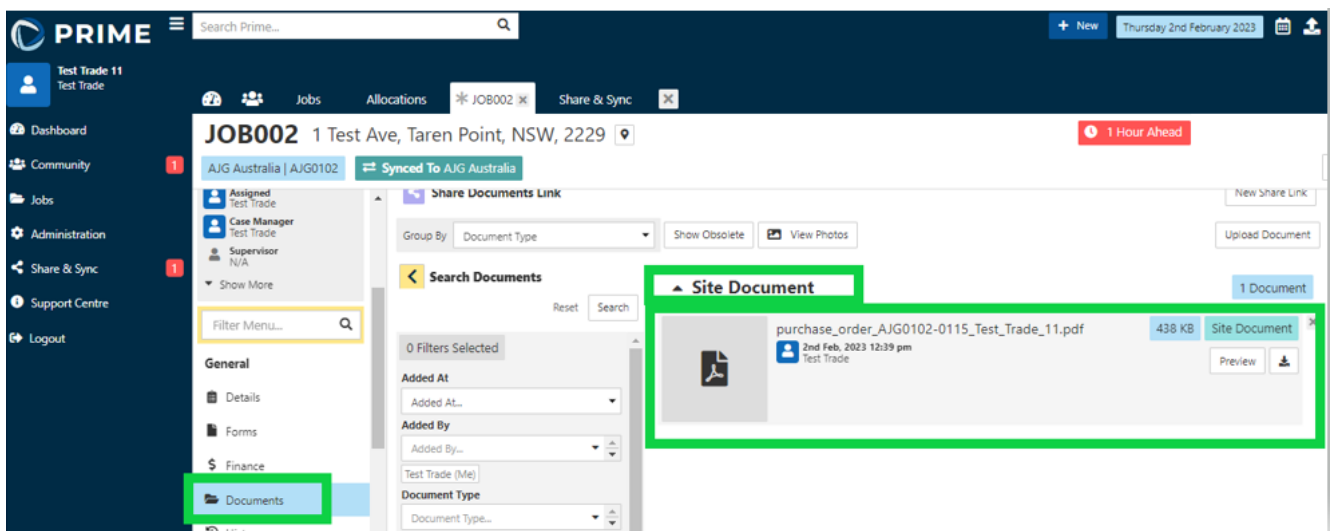 PRIME
Search Prime...
+ New
Thursday 2nd February 2023
Test Trade 11
Test Trade
Jobs
Allocations
JOB002
Share & Sync
Dashboard
Community 1
Jobs
Administration
Share & Sync 1
Support Centre
Logout
JOB002 1 Test Ave, Taren Point, NSW, 2229
1 Hour Ahead
AJG Australia | AJG0102
Synced To AJG Australia
Assigned
Test Trade
Case Manager
Test Trade
Supervisor
N/A
Show More
Filter Menu...
General
Details
Forms
Finance
Documents
Share Documents Link
New Share Link
Group By Document Type
Show Obsolete
View Photos
Upload Document
Search Documents
Reset Search
0 Filters Selected
Added At
Added At...
Added By
Added By...
Test Trade (Me)
Document Type
Document Type...
Site Document
1 Document
purchase_order_AJG0102-0115_Test_Trade_11.pdf
438 KB
Site Document
2nd Feb, 2023 12:39 pm
Test Trade
Preview